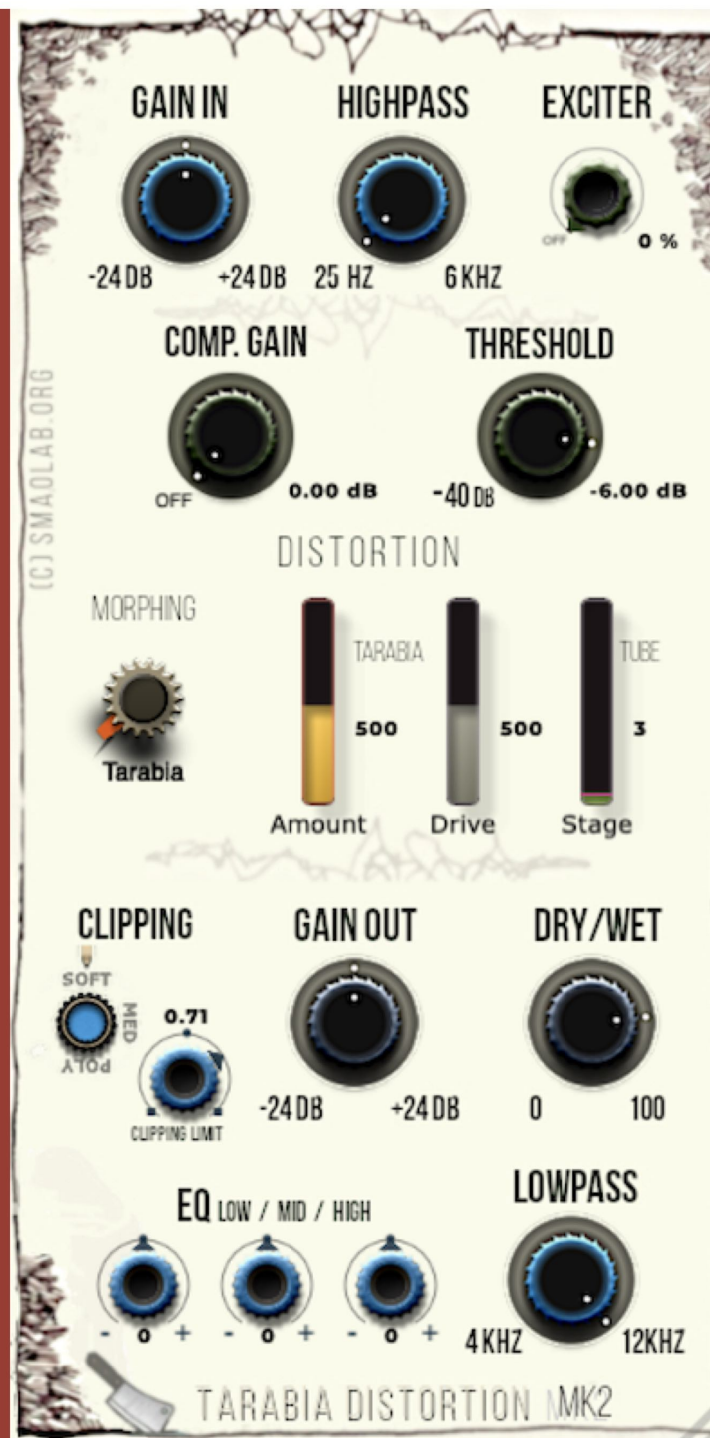 GAIN IN HIGHPASS EXCITER
-24 DB +24 DB 25 HZ 6 KHZ OFF 0 %
COMP. GAIN THRESHOLD
OFF 0.00 dB -40 DB -6.00 dB
(C) SMAOLAB.ORG
DISTORTION
MORPHING
TARABIA TUBE
500 500 3
Tarabia
Amount Drive Stage
CLIPPING GAIN OUT DRY/WET
SOFT
MED
POLY
0.71
CLIPPING LIMIT
-24 DB +24 DB 0 100
EQ LOW / MID / HIGH LOWPASS
- 0 + - 0 + - 0 + 4 KHZ 12KHZ
TARABIA DISTORTION MK2